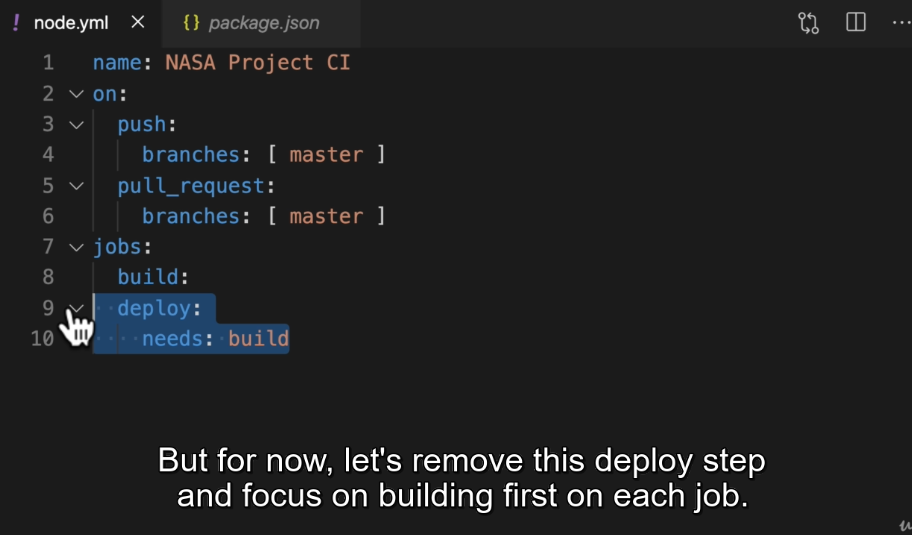 ! node.yml × {} package.json ...
1 name: NASA Project CI
2 on:
3 push:
4 branches: [ master ]
5 pull_request:
6 branches: [ master ]
7 jobs:
8 build:
9 deploy:
10 needs: build
But for now, let's remove this deploy step
and focus on building first on each job.